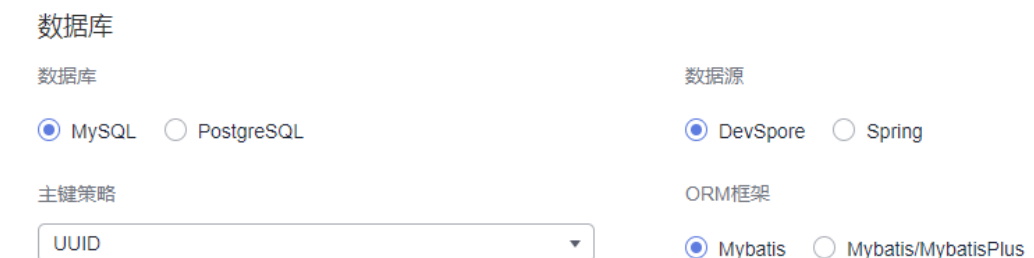 数据库
数据库
数据源
MySQL PostgreSQL
DevSpore Spring
主键策略
ORM框架
UUID
Mybatis Mybatis/MybatisPlus